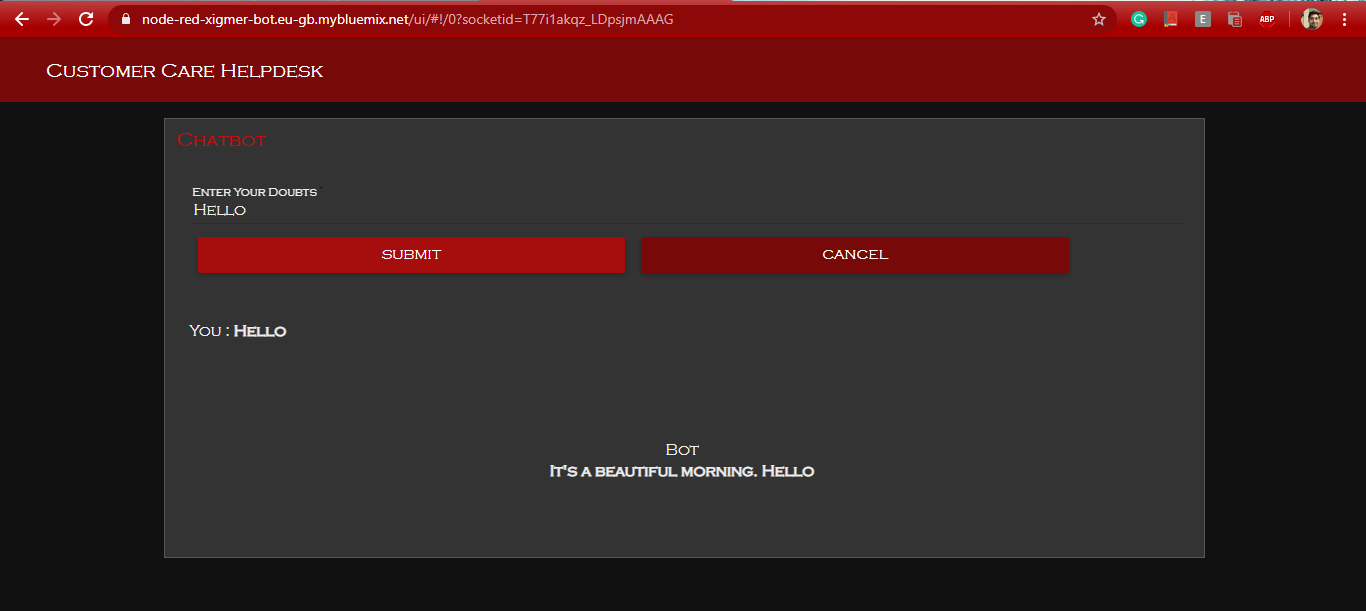 node-red-xigmer-bot.eu-gb.mybluemix.net/ui/#!/0?socketid=T77i1akqz_LDpsjmAAAG
G
E
ABP
Customer Care Helpdesk
Chatbot
Enter Your Doubts
Hello
SUBMIT
CANCEL
You : Hello
Bot
It's a beautiful morning. Hello